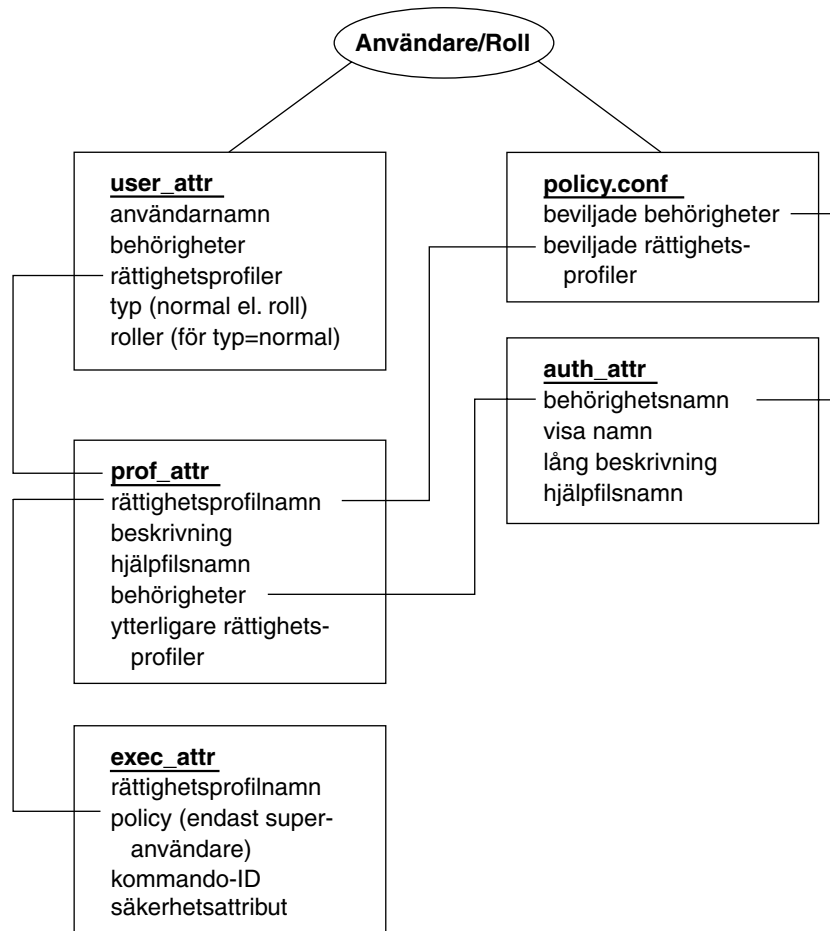 Användare/Roll
user_attr
användarnamn
behörigheter
rättighetsprofiler
typ (normal el. roll)
roller (för typ=normal)
policy.conf
beviljade behörigheter
beviljade rättighets-
profiler
auth_attr
behörighetsnamn
visa namn
lång beskrivning
hjälpfilsnamn
prof_attr
rättighetsprofilnamn
beskrivning
hjälpfilsnamn
behörigheter
ytterligare rättighets-
profiler
exec_attr
rättighetsprofilnamn
policy (endast super-
användare)
kommando-ID
säkerhetsattribut